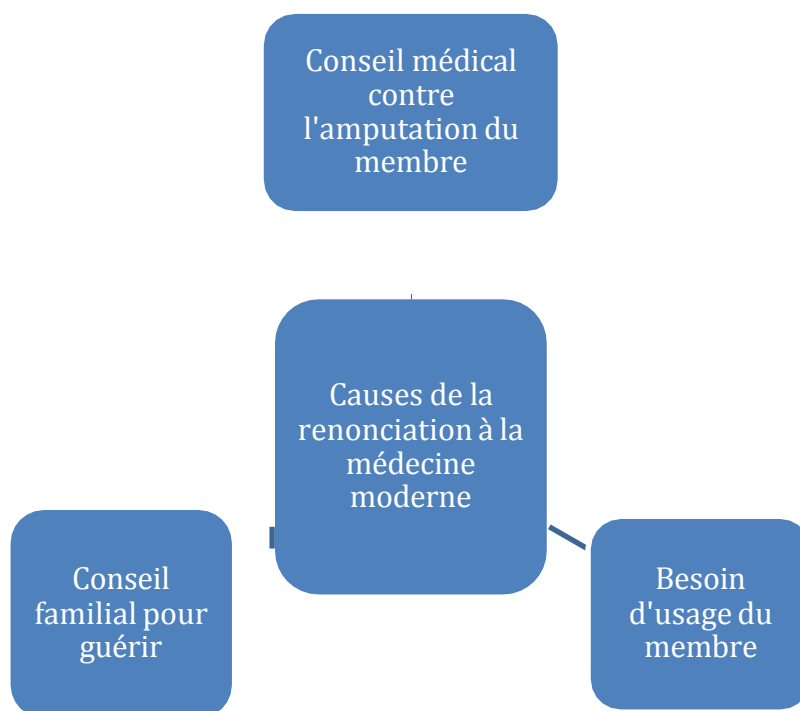 Conseil médical
contre
l'amputation du
membre
Causes de la
renonciation à la
médecine
moderne
Conseil
familial pour
guérir
Besoin
d'usage du
membre